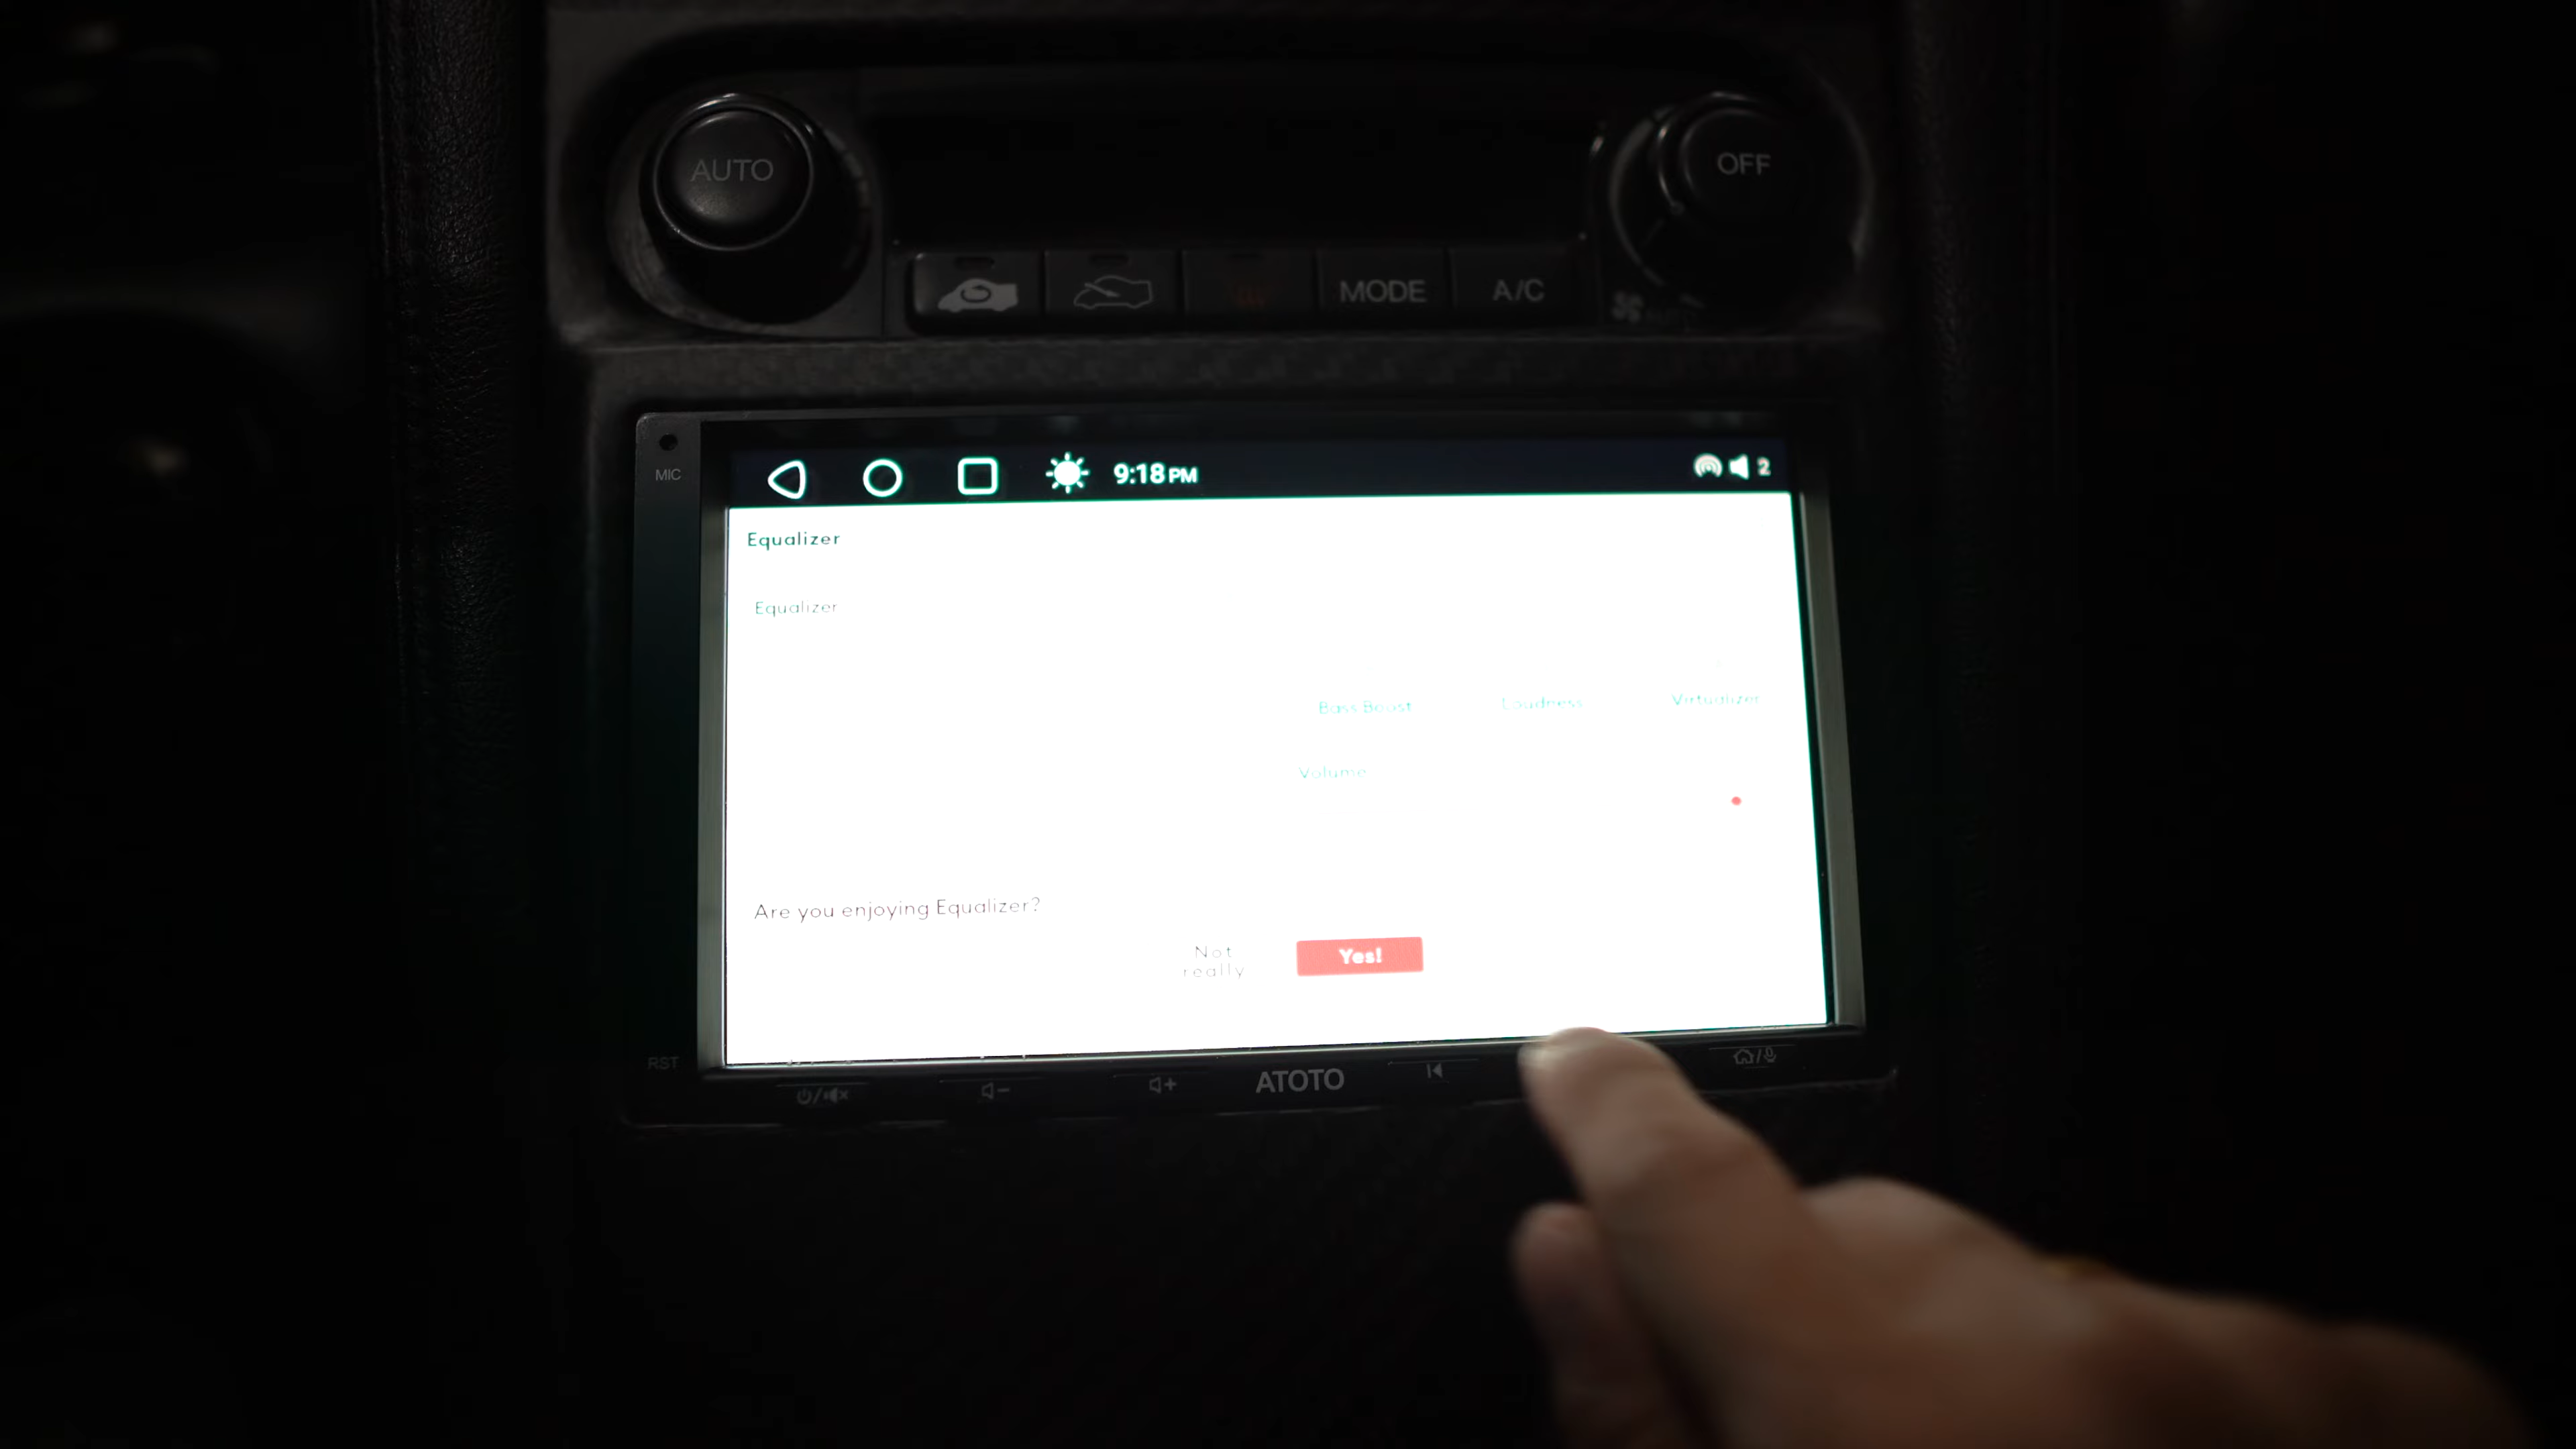 AUTO
OFF
MODE
A/C
MIC
9:18 PM
2
Equalizer
Equalizer
Bass Boost
Loudness
Virtualizer
Volume
Are you enjoying Equalizer?
Not
really
Yes!
RST
ATOTO